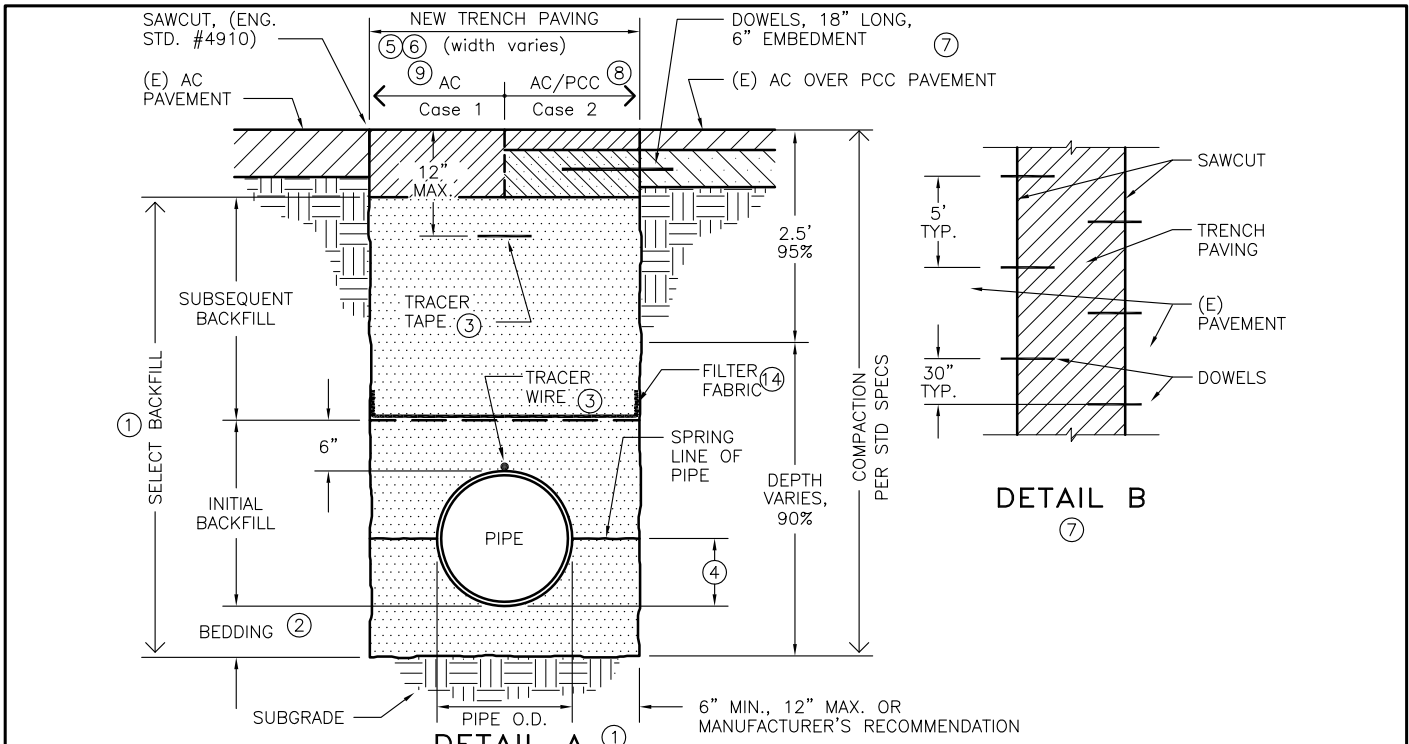 SAWCUT, (ENG.
STD. #4910)
NEW TRENCH PAVING
5 6 (width varies)
DOWELS, 18" LONG,
6" EMBEDMENT 7
(E) AC
PAVEMENT
9 AC
Case 1
AC/PCC 8
Case 2
(E) AC OVER PCC PAVEMENT
12"
MAX.
2.5'
95%
SUBSEQUENT
BACKFILL
TRACER
TAPE 3
TRACER
WIRE 3
FILTER
FABRIC 14
1 SELECT BACKFILL
6"
SPRING
LINE OF
PIPE
INITIAL
BACKFILL
PIPE
4
DEPTH
VARIES,
90%
COMPACTION
PER STD SPECS
BEDDING 2
SUBGRADE
PIPE O.D.
6" MIN., 12" MAX. OR
MANUFACTURER'S RECOMMENDATION
DETAIL A 1
SAWCUT
5'
TYP.
TRENCH
PAVING
(E)
PAVEMENT
30"
TYP.
DOWELS
DETAIL B
7